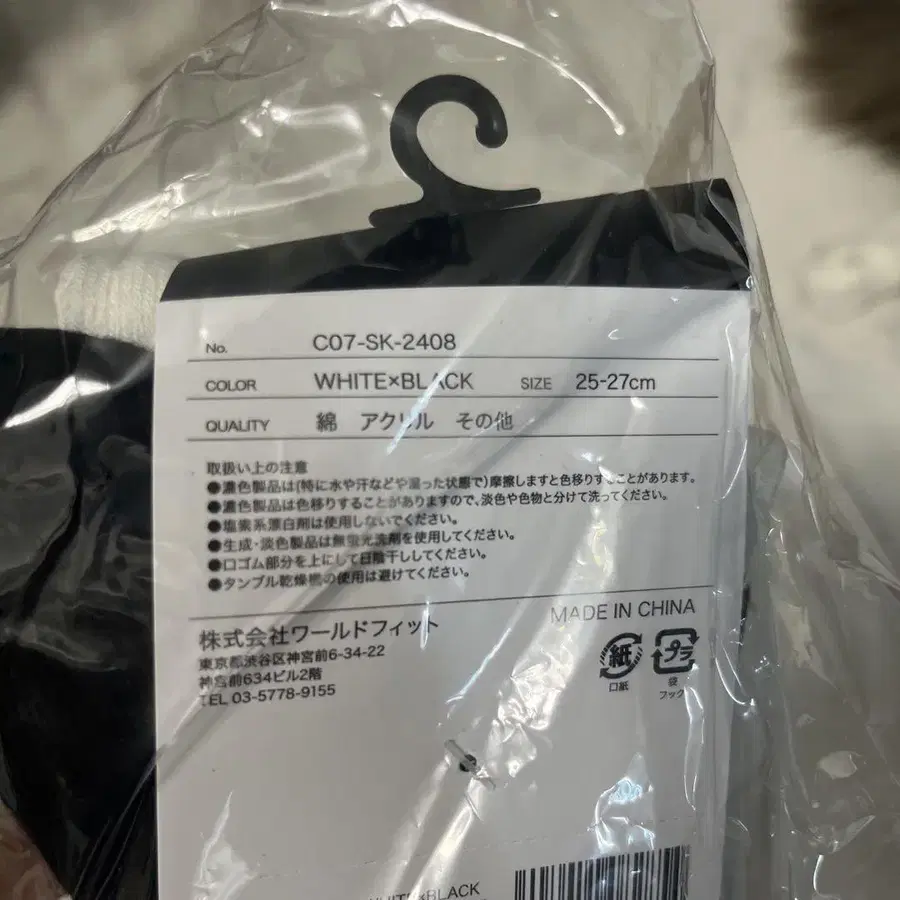 No. C07-SK-2408
COLOR WHITE×BLACK SIZE 25-27cm
QUALITY 綿 アクリル その他
取扱い上の注意
●濃色製品は(特に水や汗などや湿った状態で)摩擦しますと色移りすることがあります。
●濃色製品は色移りすることがありますので、淡色や色物と分けて洗ってください。
●塩素系漂白剤は使用しないでください。
●生成・淡色製品は無蛍光洗剤を使用してください。
●口ゴム部分を上にして日陰干ししてください。
●タンブル乾燥機の使用は避けてください。
MADE IN CHINA
株式会社ワールドフィット
東京都渋谷区神宮前6-34-22
神宮前634ビル2階
TEL 03-5778-9155
紙
口紙
プラ
袋
フック
WHITE×BLACK